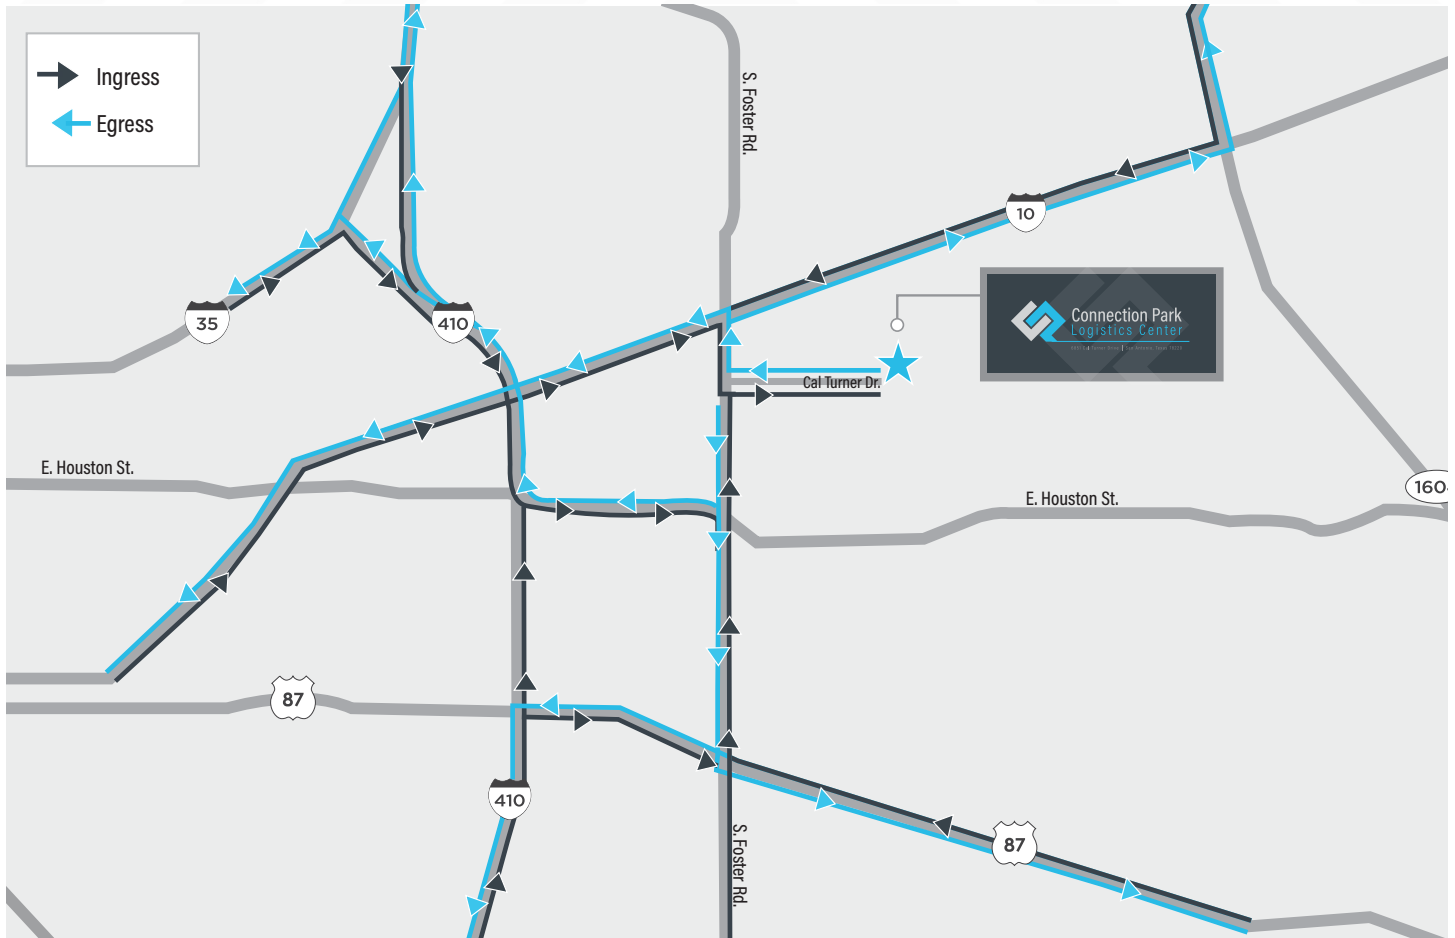 Ingress
Egress
S. Foster Rd.
10
35
410
Connection Park
Logistics Center
Cal Turner Dr.
E. Houston St.
E. Houston St.
160
87
410
87
S. Foster Rd.